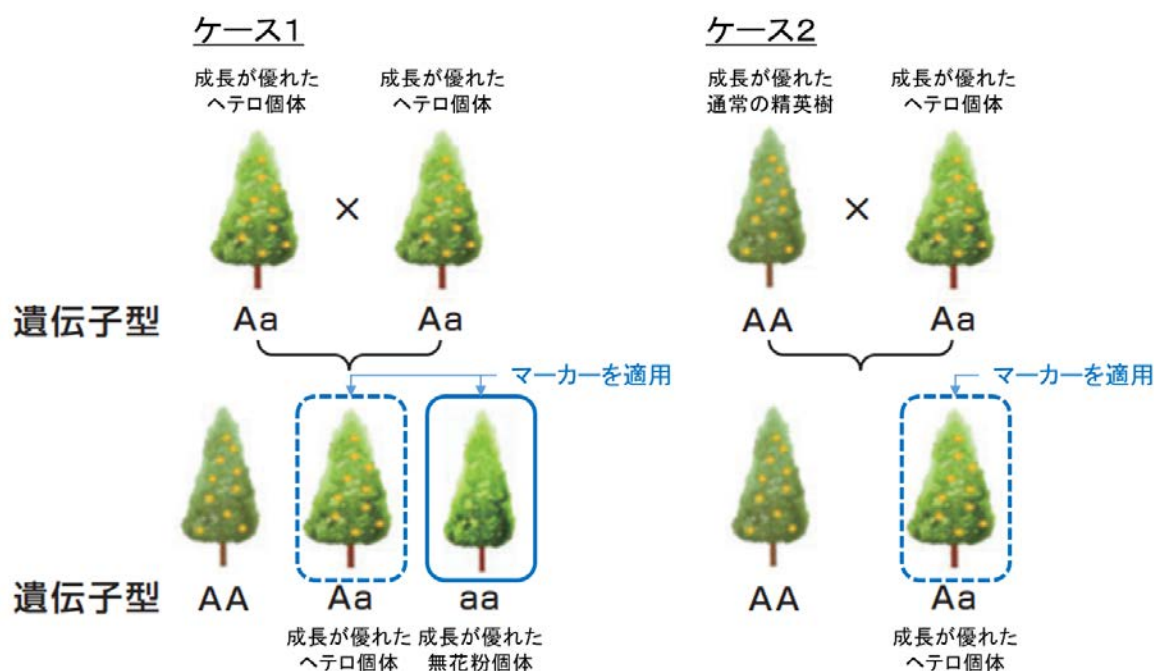 ケース1
ケース2
成長が優れた
ヘテロ個体
成長が優れた
ヘテロ個体
成長が優れた
通常の精英樹
成長が優れた
ヘテロ個体
×
×
遺伝子型
Aa
Aa
AA
Aa
マーカーを適用
マーカーを適用
遺伝子型
AA
Aa
aa
AA
Aa
成長が優れた
ヘテロ個体
成長が優れた
無花粉個体
成長が優れた
ヘテロ個体